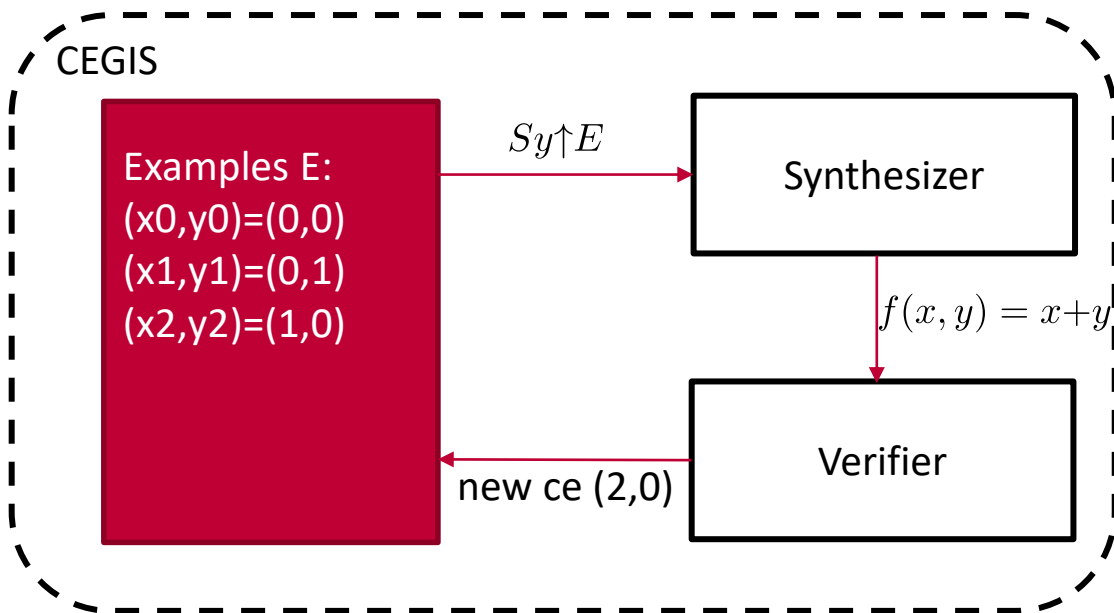 CEGIS
Examples E:
(x0,y0)=(0,0)
(x1,y1)=(0,1)
(x2,y2)=(1,0)
Sy↑E
Synthesizer
f(x, y) = x+y
Verifier
new ce (2,0)